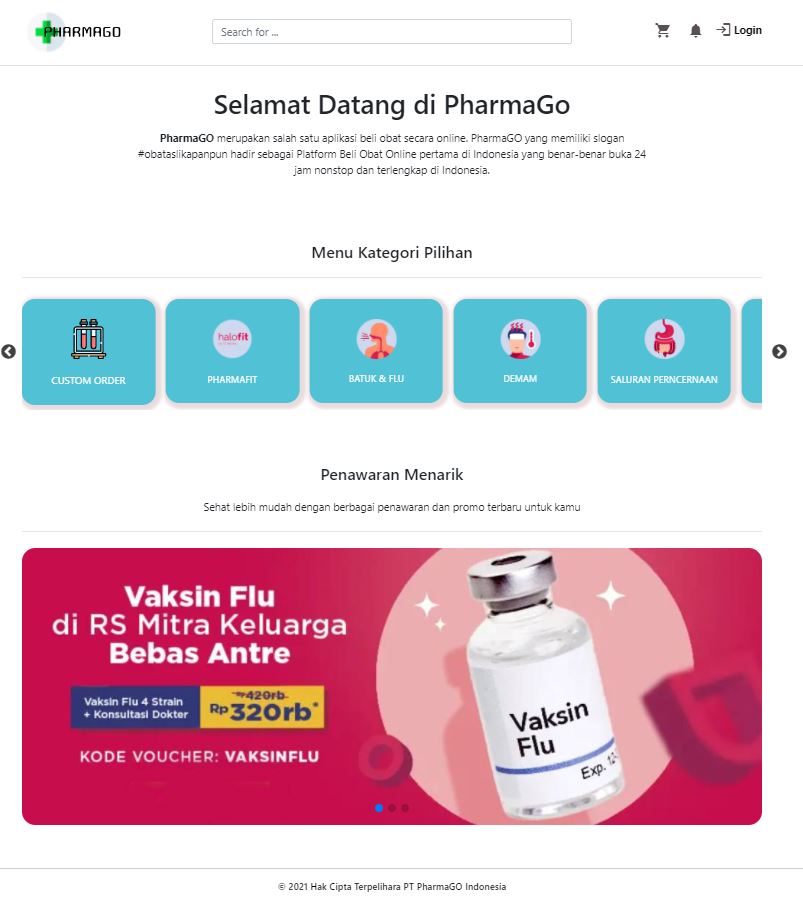 PHARMAGO
Search for ...
Login
Selamat Datang di PharmaGo
PharmaGO merupakan salah satu aplikasi beli obat secara online. PharmaGO yang memiliki slogan
#obataslikapanpun hadir sebagai Platform Beli Obat Online pertama di Indonesia yang benar-benar buka 24
jam nonstop dan terlengkap di Indonesia.
Menu Kategori Pilihan
halofit
CUSTOM ORDER
PHARMAFIT
BATUK & FLU
DEMAM
SALURAN PERNCERNAAN
Penawaran Menarik
Sehat lebih mudah dengan berbagai penawaran dan promo terbaru untuk kamu
Vaksin Flu
di RS Mitra Keluarga
Bebas Antre
Vaksin Flu 4 Strain
+ Konsultasi Dokter
Rp420rb
Rp320rb*
KODE VOUCHER: VAKSINFLU
Vaksin
Flu
Exp. 12-
© 2021 Hak Cipta Terpelihara PT PharmaGO Indonesia